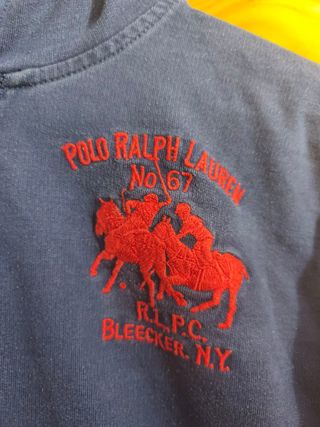 POLO RALPH LAUREN
No 67
R.L.P.C.
BLEECKER. N.Y.